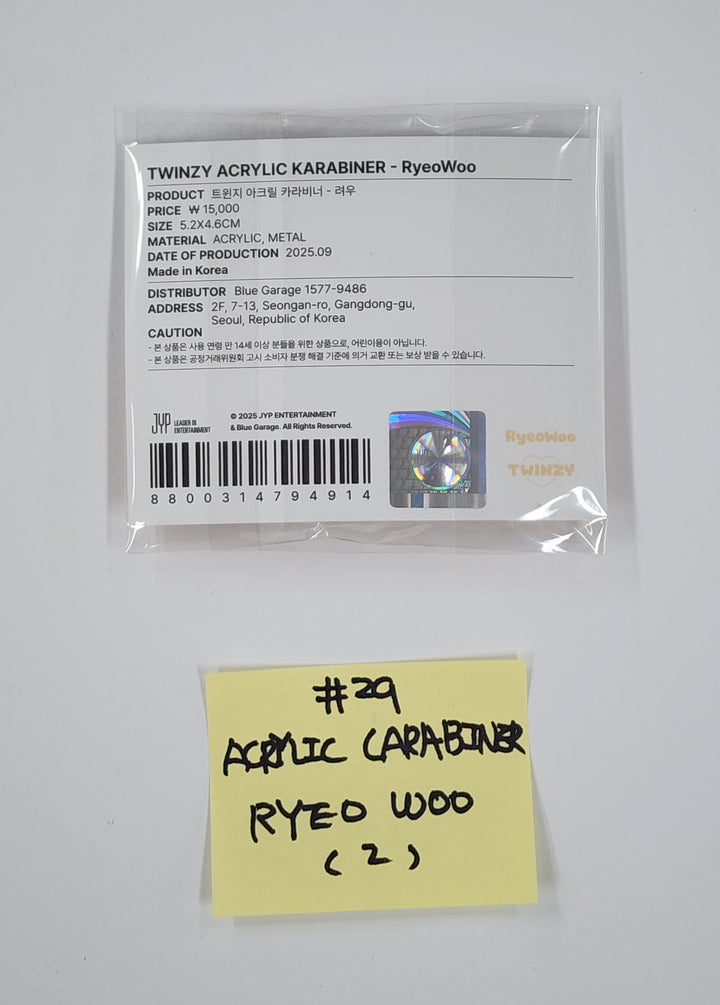 TWINZY ACRYLIC KARABINER - RyeoWoo
PRODUCT 트윈지 아크릴 카라비너 - 려우
PRICE ₩ 15,000
SIZE 5.2X4.6CM
MATERIAL ACRYLIC, METAL
DATE OF PRODUCTION 2025.09
Made in Korea
DISTRIBUTOR Blue Garage 1577-9486
ADDRESS 2F, 7-13, Seongan-ro, Gangdong-gu,
Seoul, Republic of Korea
CAUTION
- 본 상품은 사용 연령 만 14세 이상 분들을 위한 상품으로, 어린이용이 아닙니다.
- 본 상품은 공정거래위원회 고시 소비자 분쟁 해결 기준에 의거 교환 또는 보상 받을 수 있습니다.
JYP LEADER IN
ENTERTAINMENT
© 2025 JYP ENTERTAINMENT
& Blue Garage. All Rights Reserved.
8800314794914
RyeoWoo
TWINZY
#29
ACRYLIC CARABINER
RYEO WOO
(2)